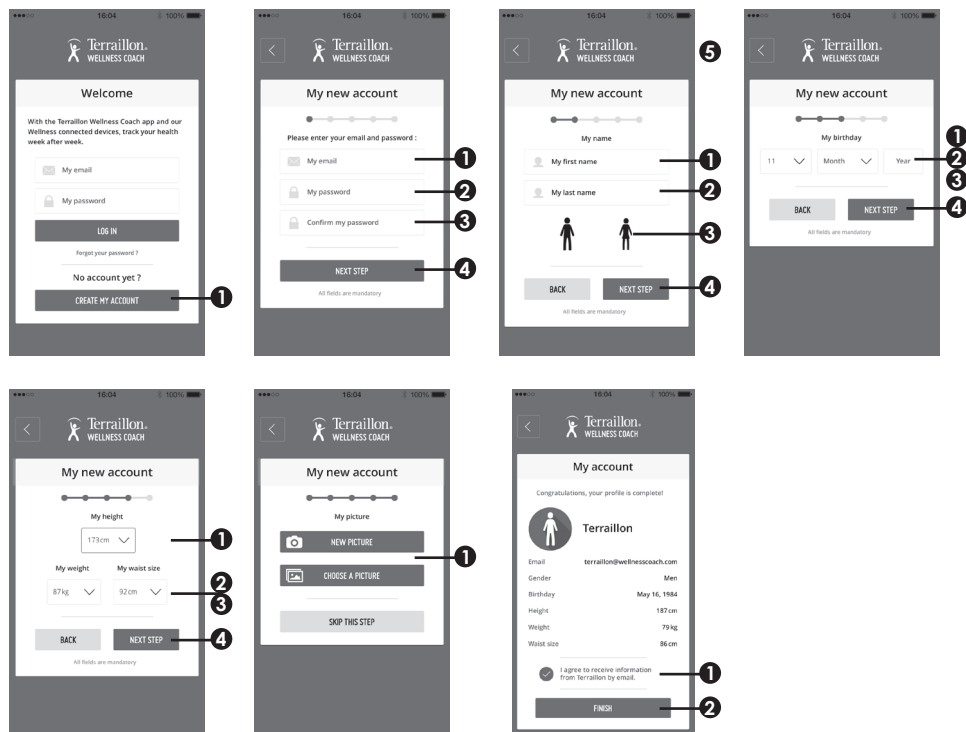 16:04
100%
Terraillon.
WELLNESS COACH
Welcome
With the Terraillon Wellness Coach app and our
Wellness connected devices, track your health
week after week.
My email
My password
LOG IN
Forgot your password ?
No account yet ?
CREATE MY ACCOUNT
1
16:04
100%
Terraillon.
WELLNESS COACH
My new account
Please enter your email and password :
My email
1
My password
2
Confirm my password
3
NEXT STEP
4
All fields are mandatory
16:04
100%
Terraillon.
WELLNESS COACH
5
My new account
My name
My first name
1
My last name
2
3
BACK
NEXT STEP
4
All fields are mandatory
16:04
100%
Terraillon.
WELLNESS COACH
My new account
My birthday
11
Month
Year
1
2
3
BACK
NEXT STEP
4
All fields are mandatory
16:04
100%
Terraillon.
WELLNESS COACH
My new account
My height
173cm
1
My weight
My waist size
87kg
92cm
2
3
BACK
NEXT STEP
4
All fields are mandatory
16:04
100%
Terraillon.
WELLNESS COACH
My new account
My picture
NEW PICTURE
CHOOSE A PICTURE
1
SKIP THIS STEP
16:04
100%
Terraillon.
WELLNESS COACH
My account
Congratulations, your profile is complete!
Terraillon
Email terraillon@wellnesscoach.com
Gender Men
Birthday May 16, 1984
Height 187 cm
Weight 79 kg
Waist size 86 cm
I agree to receive information
from Terraillon by email.
1
FINISH
2